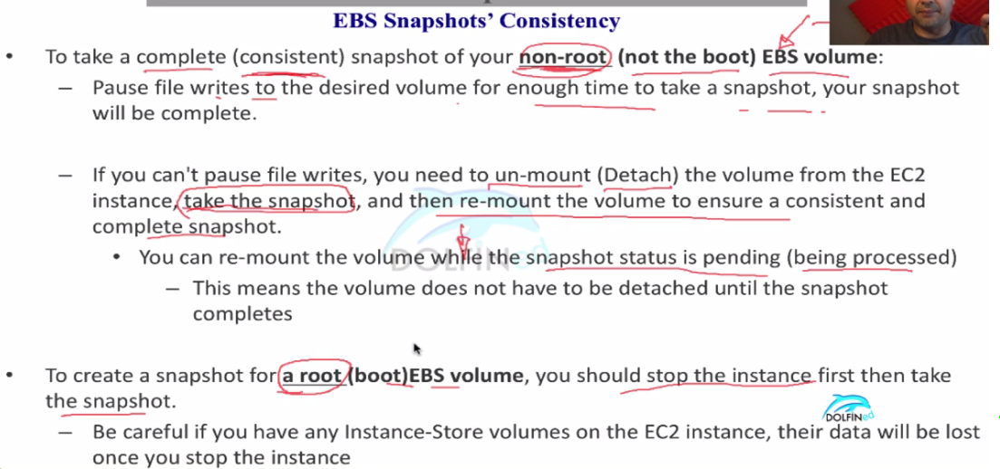 EBS Snapshots' Consistency
• To take a complete (consistent) snapshot of your non-root (not the boot) EBS volume:
– Pause file writes to the desired volume for enough time to take a snapshot, your snapshot
will be complete.
– If you can't pause file writes, you need to un-mount (Detach) the volume from the EC2
instance, take the snapshot, and then re-mount the volume to ensure a consistent and
complete snapshot.
• You can re-mount the volume while the snapshot status is pending (being processed)
– This means the volume does not have to be detached until the snapshot
completes
• To create a snapshot for a root (boot)EBS volume, you should stop the instance first then take
the snapshot.
DOLFINed
– Be careful if you have any Instance-Store volumes on the EC2 instance, their data will be lost
once you stop the instance